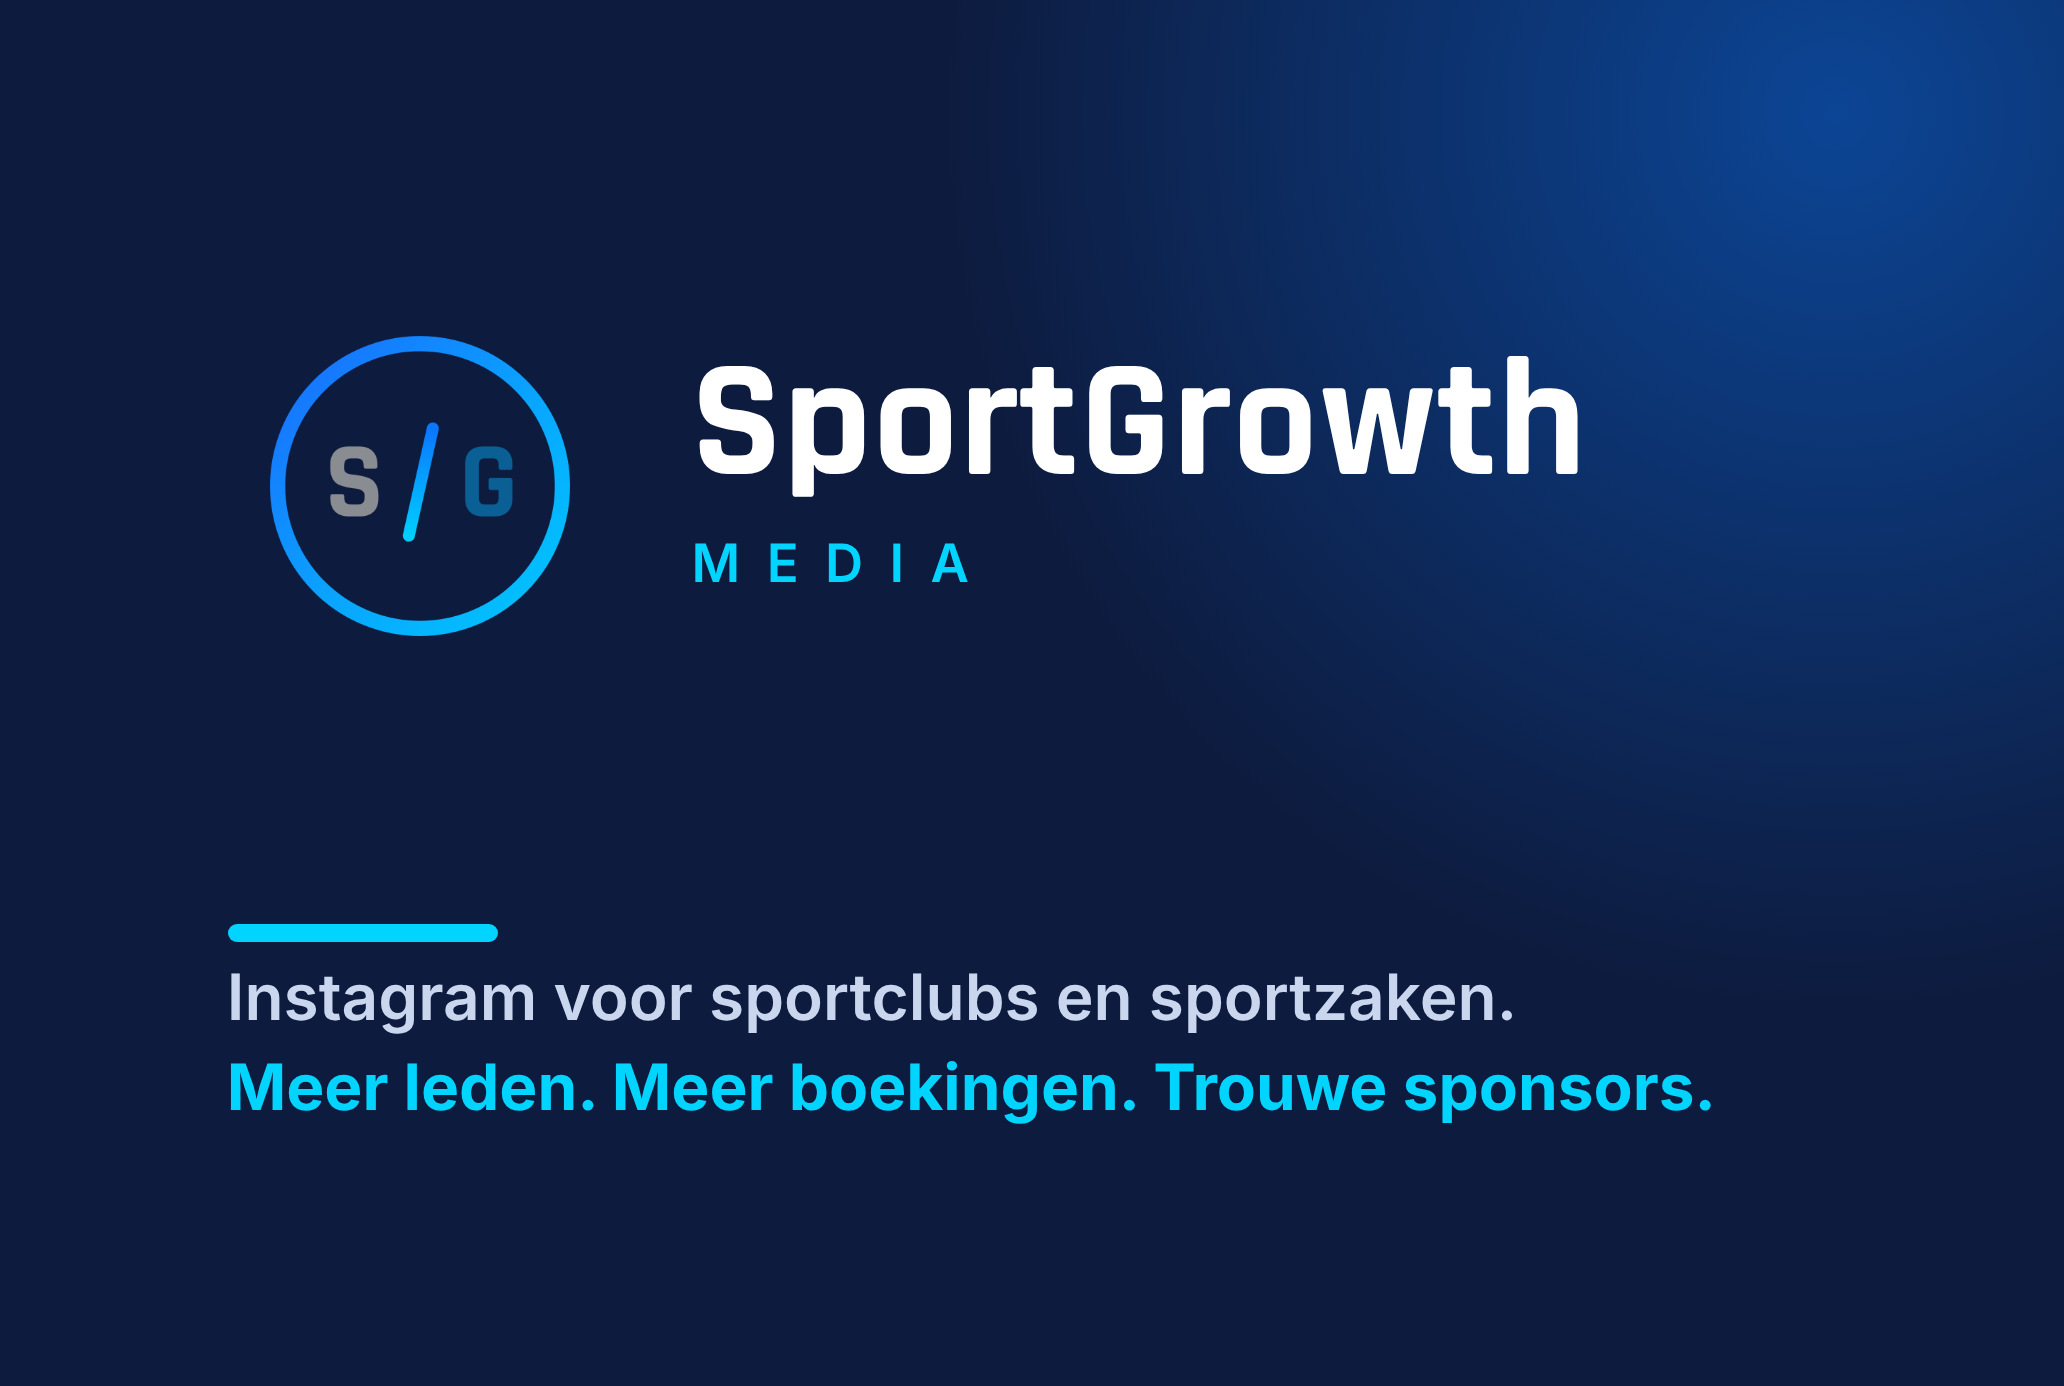 S/G
SportGrowth
MEDIA
Instagram voor sportclubs en sportzaken.
Meer leden. Meer boekingen. Trouwe sponsors.